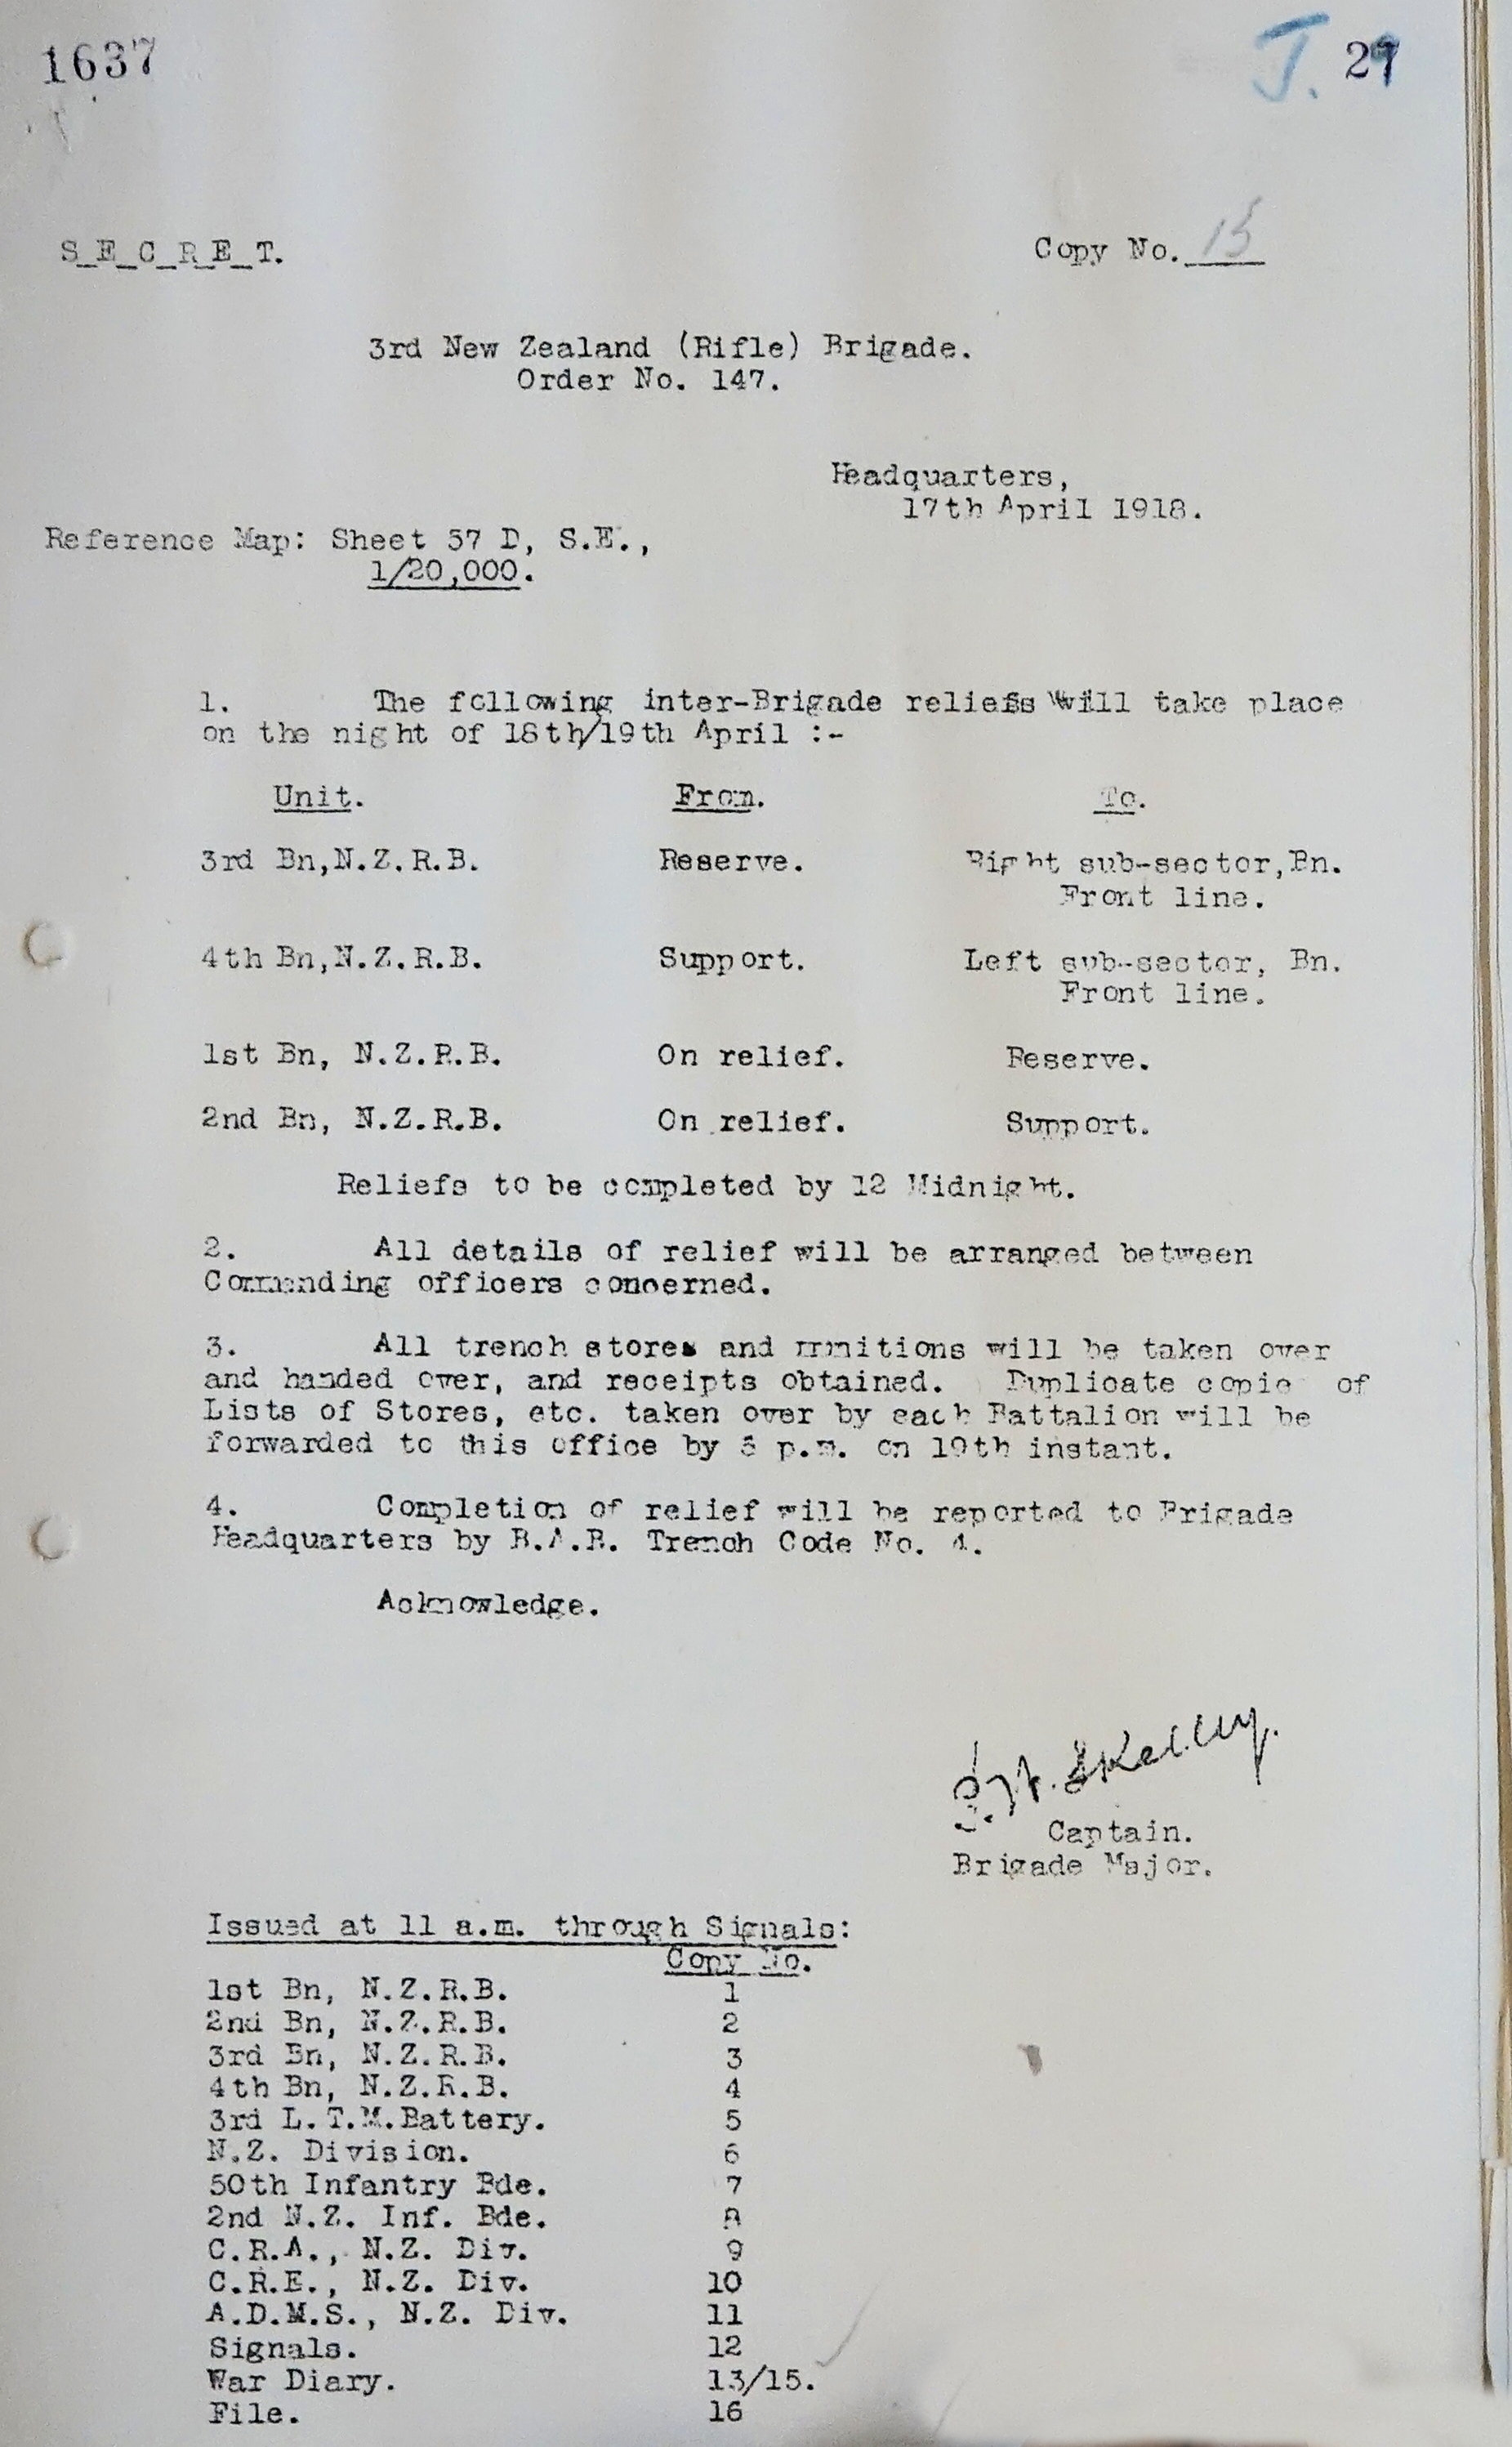 1637
J. 27
S_E_C_R_E_T.
Copy No. 15
3rd New Zealand (Rifle) Brigade.
Order No. 147.
Headquarters,
17th April 1918.
Reference Map: Sheet 57 D, S.E.,
1/20,000.
1. The following inter-Brigade reliefs will take place
on the night of 18th/19th April :-
Unit. From. To.
3rd Bn,N.Z.R.B. Reserve. Right sub-sector,Bn.
Front line.
4th Bn,N.Z.R.B. Support. Left sub-sector, Bn.
Front line.
1st Bn, N.Z.R.B. On relief. Reserve.
2nd Bn, N.Z.R.B. On relief. Support.
Reliefs to be completed by 12 Midnight.
2. All details of relief will be arranged between
Commanding officers concerned.
3. All trench stores and munitions will be taken over
and handed over, and receipts obtained. Duplicate copie of
Lists of Stores, etc. taken over by each Battalion will be
forwarded to this office by p.m. on 19th instant.
4. Completion of relief will be reported to Brigade
Headquarters by B.A.B. Trench Code No. 4.
Acknowledge.
Captain.
Brigade Major.
Issued at 11 a.m. through Signals:
Copy No.
1st Bn, N.Z.R.B. 1
2nd Bn, N.Z.R.B. 2
3rd Bn, N.Z.R.B. 3
4th Bn, N.Z.R.B. 4
3rd L.T.M.Battery. 5
N.Z. Division. 6
50th Infantry Bde. 7
2nd N.Z. Inf. Bde. 8
C.R.A., N.Z. Div. 9
C.R.E., N.Z. Div. 10
A.D.M.S., N.Z. Div. 11
Signals. 12
War Diary. 13/15.
File. 16